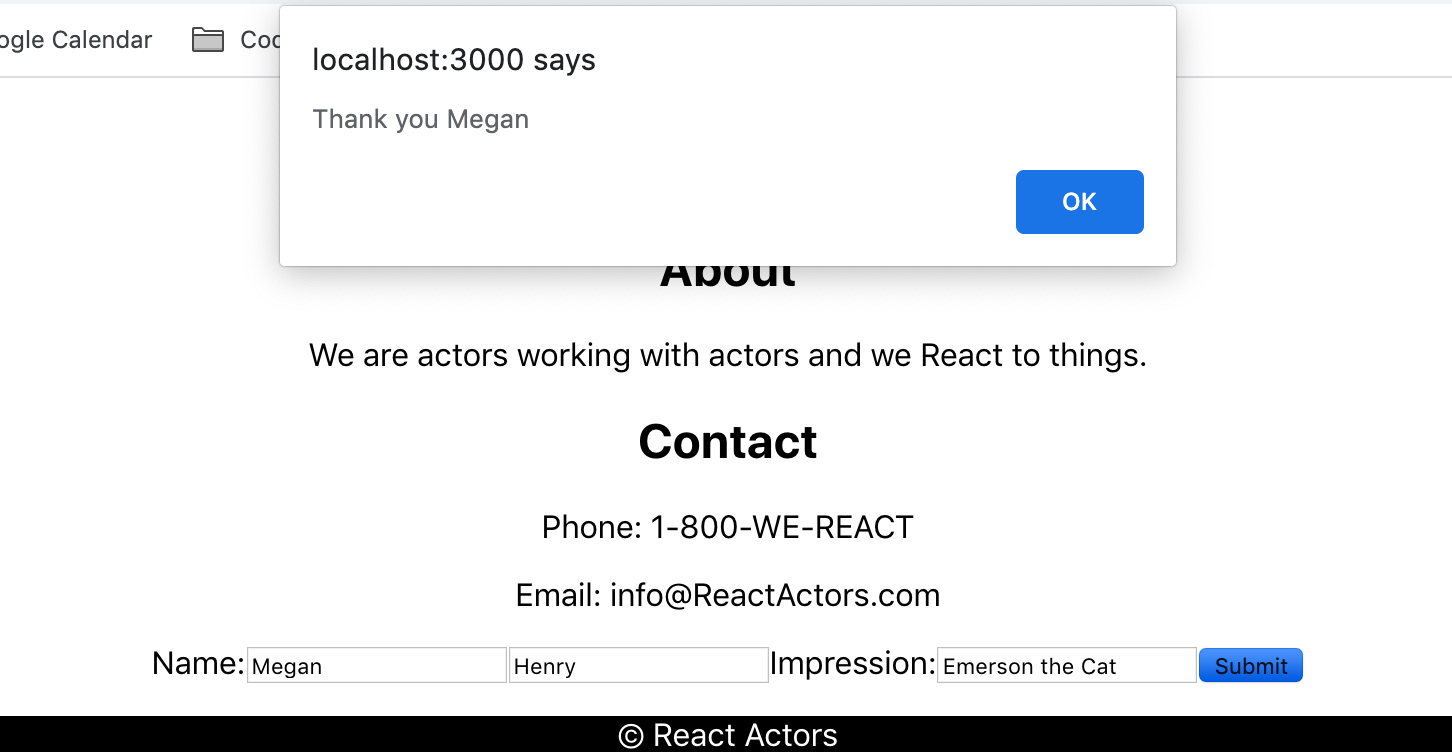 ogle Calendar
localhost:3000 says
Thank you Megan
OK
About
We are actors working with actors and we React to things.
Contact
Phone: 1-800-WE-REACT
Email: info@ReactActors.com
Name: Megan Henry Impression: Emerson the Cat Submit
© React Actors